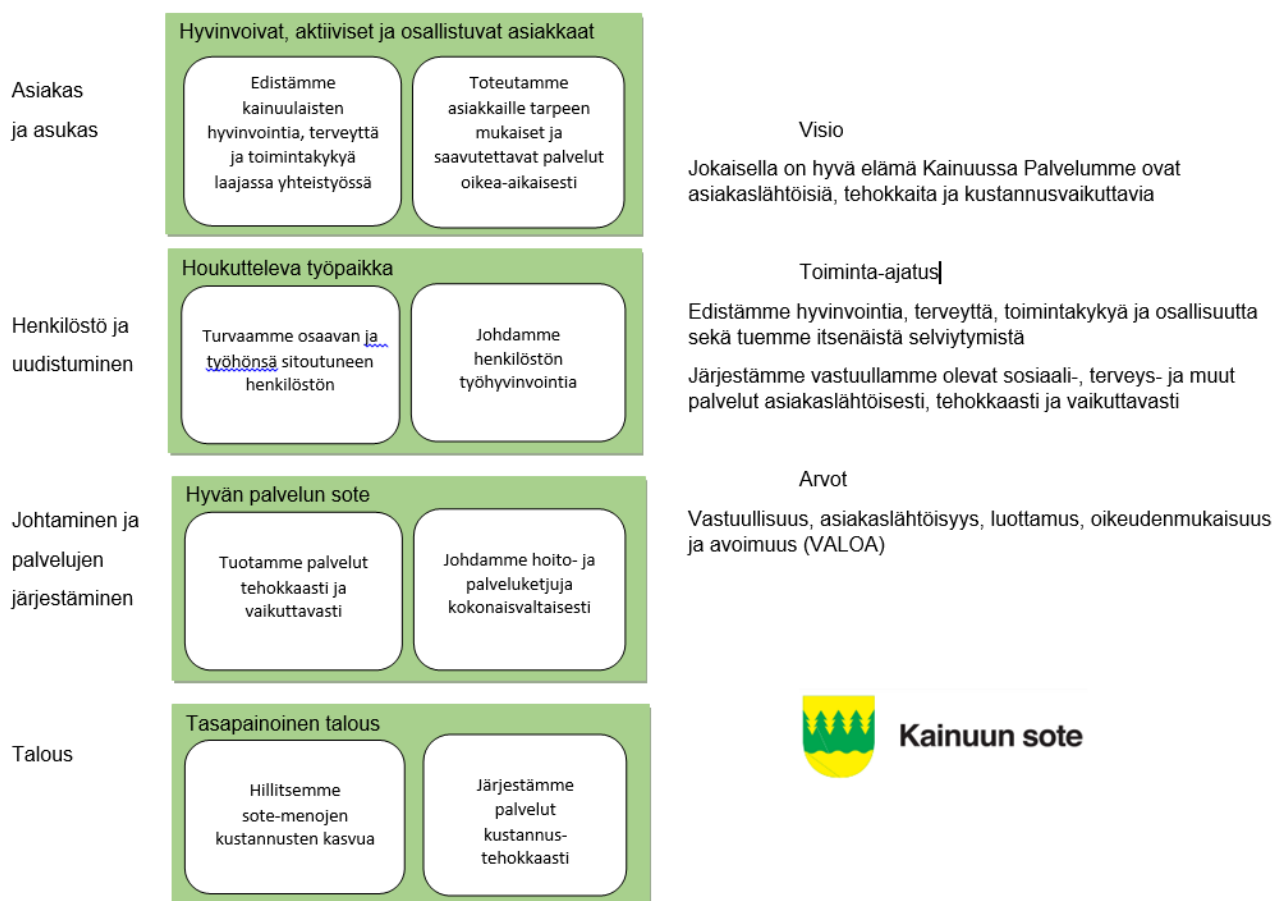 Asiakas
ja asukas
Hyvinvoivat, aktiiviset ja osallistuvat asiakkaat
Edistämme
kainuulaisten
hyvinvointia, terveyttä
ja toimintakykyä
laajassa yhteistyössä
Toteutamme
asiakkaille tarpeen
mukaiset ja
saavutettavat palvelut
oikea-aikaisesti
Henkilöstö ja
uudistuminen
Houkutteleva työpaikka
Turvaamme osaavan ja
työhönsä sitoutuneen
henkilöstön
Johdamme
henkilöstön
työhyvinvointia
Johtaminen ja
palvelujen
järjestäminen
Hyvän palvelun sote
Tuotamme palvelut
tehokkaasti ja
vaikuttavasti
Johdamme hoito- ja
palveluketjuja
kokonaisvaltaisesti
Talous
Tasapainoinen talous
Hillitsemme
sote-menojen
kustannusten kasvua
Järjestämme
palvelut
kustannus-
tehokkaasti
Visio
Jokaisella on hyvä elämä Kainuussa Palvelumme ovat
asiakaslähtöisiä, tehokkaita ja kustannusvaikuttavia
Toiminta-ajatus
Edistämme hyvinvointia, terveyttä, toimintakykyä ja osallisuutta
sekä tuemme itsenäistä selviytymistä
Järjestämme vastuullamme olevat sosiaali-, terveys- ja muut
palvelut asiakaslähtöisesti, tehokkaasti ja vaikuttavasti
Arvot
Vastuullisuus, asiakaslähtöisyys, luottamus, oikeudenmukaisuus
ja avoimuus (VALOA)
Kainuun sote